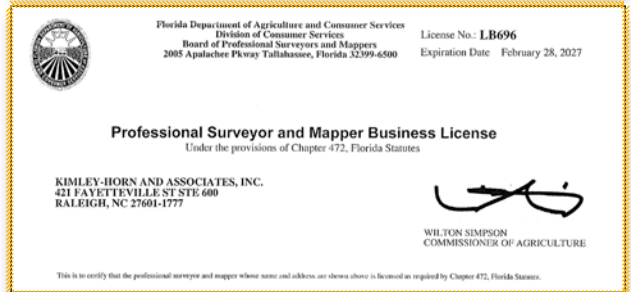 Florida Department of Agriculture and Consumer Services
Division of Consumer Services
Board of Professional Surveyors and Mappers
2005 Apalachee Pkway Tallahassee, Florida 32399-6500
License No.: LB696
Expiration Date February 28, 2027
Professional Surveyor and Mapper Business License
Under the provisions of Chapter 472, Florida Statutes
KIMLEY-HORN AND ASSOCIATES, INC.
421 FAYETTEVILLE ST STE 600
RALEIGH, NC 27601-1777
WILTON SIMPSON
COMMISSIONER OF AGRICULTURE
This is to certify that the professional surveyor and mapper whose name and address are shown above is licensed as required by Chapter 472, Florida Statutes.